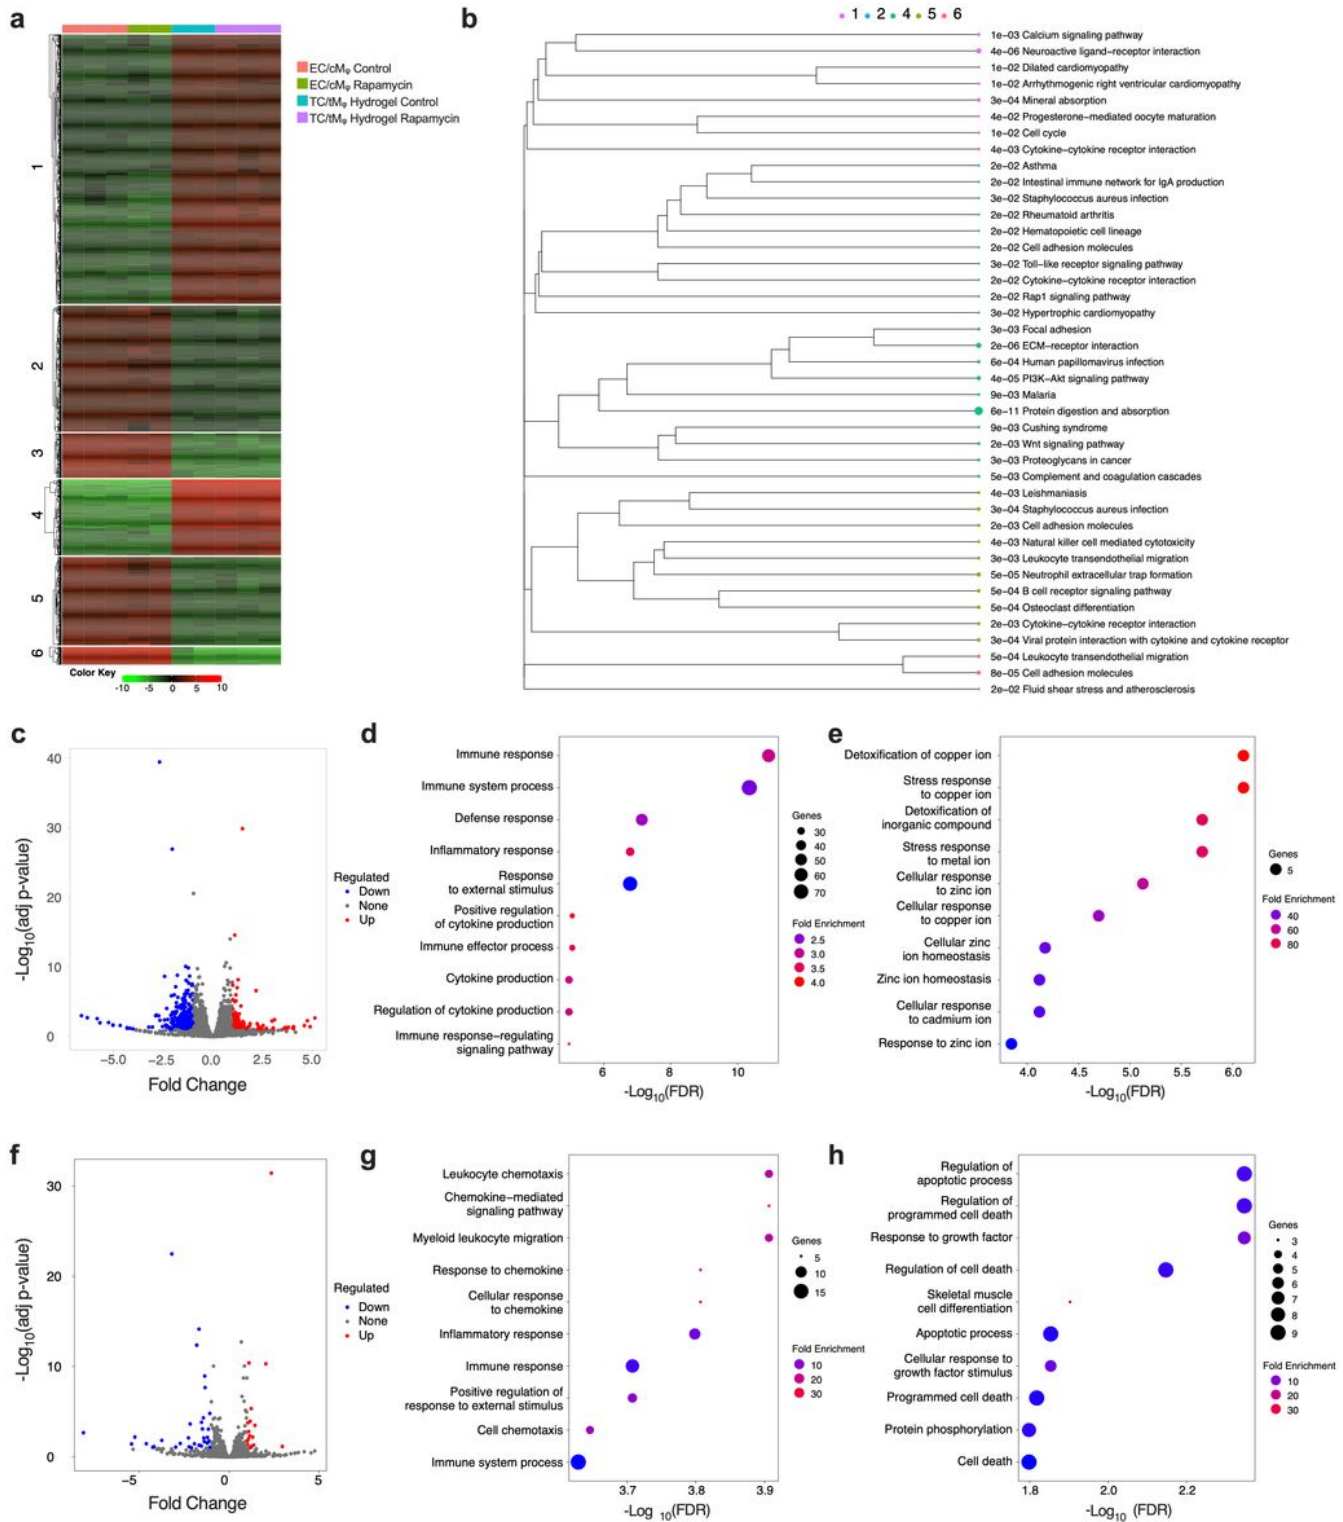 a
EC/cMφ Control
EC/cMφ Rapamycin
TC/tMφ Hydrogel Control
TC/tMφ Hydrogel Rapamycin
1
2
3
4
5
6
Color Key
-10 -5 0 5 10
b
1 2 4 5 6
1e−03 Calcium signaling pathway
4e−06 Neuroactive ligand−receptor interaction
1e−02 Dilated cardiomyopathy
1e−02 Arrhythmogenic right ventricular cardiomyopathy
3e−04 Mineral absorption
4e−02 Progesterone−mediated oocyte maturation
1e−02 Cell cycle
4e−03 Cytokine−cytokine receptor interaction
2e−02 Asthma
2e−02 Intestinal immune network for IgA production
3e−02 Staphylococcus aureus infection
2e−02 Rheumatoid arthritis
2e−02 Hematopoietic cell lineage
2e−02 Cell adhesion molecules
3e−02 Toll−like receptor signaling pathway
2e−02 Cytokine−cytokine receptor interaction
2e−02 Rap1 signaling pathway
3e−02 Hypertrophic cardiomyopathy
3e−03 Focal adhesion
2e−06 ECM−receptor interaction
6e−04 Human papillomavirus infection
4e−05 PI3K−Akt signaling pathway
9e−03 Malaria
6e−11 Protein digestion and absorption
9e−03 Cushing syndrome
2e−03 Wnt signaling pathway
3e−03 Proteoglycans in cancer
5e−03 Complement and coagulation cascades
4e−03 Leishmaniasis
3e−04 Staphylococcus aureus infection
2e−03 Cell adhesion molecules
4e−03 Natural killer cell mediated cytotoxicity
3e−03 Leukocyte transendothelial migration
5e−05 Neutrophil extracellular trap formation
5e−04 B cell receptor signaling pathway
5e−04 Osteoclast differentiation
2e−03 Cytokine−cytokine receptor interaction
3e−04 Viral protein interaction with cytokine and cytokine receptor
5e−04 Leukocyte transendothelial migration
8e−05 Cell adhesion molecules
2e−02 Fluid shear stress and atherosclerosis
c
-Log10(adj p-value)
40
30
20
10
0
−5.0 −2.5 0.0 2.5 5.0
Fold Change
Regulated
Down
None
Up
d
Immune response
Immune system process
Defense response
Inflammatory response
Response
to external stimulus
Positive regulation
of cytokine production
Immune effector process
Cytokine production
Regulation of cytokine production
Immune response−regulating
signaling pathway
6 8 10
-Log10(FDR)
Genes
30
40
50
60
70
Fold Enrichment
2.5
3.0
3.5
4.0
e
Detoxification of copper ion
Stress response
to copper ion
Detoxification of
inorganic compound
Stress response
to metal ion
Cellular response
to zinc ion
Cellular response
to copper ion
Cellular zinc
ion homeostasis
Zinc ion homeostasis
Cellular response
to cadmium ion
Response to zinc ion
4.0 4.5 5.0 5.5 6.0
-Log10(FDR)
Genes
5
Fold Enrichment
40
60
80
f
-Log10(adj p-value)
30
20
10
0
−5 0 5
Fold Change
Regulated
Down
None
Up
g
Leukocyte chemotaxis
Chemokine−mediated
signaling pathway
Myeloid leukocyte migration
Response to chemokine
Cellular response
to chemokine
Inflammatory response
Immune response
Positive regulation of
response to external stimulus
Cell chemotaxis
Immune system process
3.7 3.8 3.9
-Log 10(FDR)
Genes
5
10
15
Fold Enrichment
10
20
30
h
Regulation of
apoptotic process
Regulation of
programmed cell death
Response to growth factor
Regulation of cell death
Skeletal muscle
cell differentiation
Apoptotic process
Cellular response to
growth factor stimulus
Programmed cell death
Protein phosphorylation
Cell death
1.8 2.0 2.2
-Log10 (FDR)
Genes
3
4
5
6
7
8
9
Fold Enrichment
10
20
30